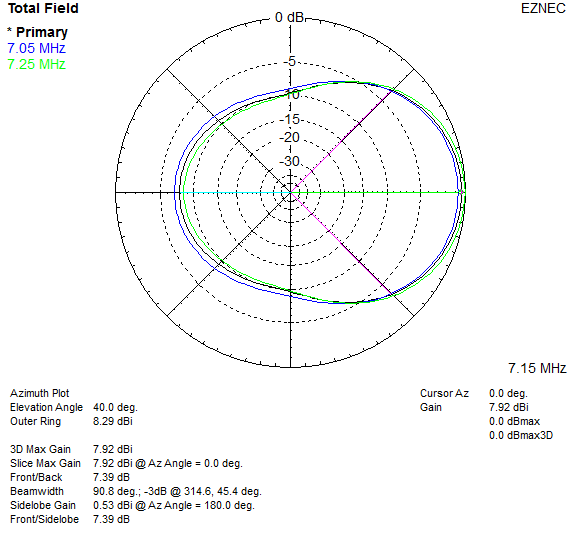 Total Field
EZNEC
* Primary
7.05 MHz
7.25 MHz
0 dB
-5
-10
-15
-20
-30
7.15 MHz
Azimuth Plot
Elevation Angle 40.0 deg.
Outer Ring 8.29 dBi
Cursor Az 0.0 deg.
Gain 7.92 dBi
0.0 dBmax
0.0 dBmax3D
3D Max Gain 7.92 dBi
Slice Max Gain 7.92 dBi @ Az Angle = 0.0 deg.
Front/Back 7.39 dB
Beamwidth 90.8 deg.; -3dB @ 314.6, 45.4 deg.
Sidelobe Gain 0.53 dBi @ Az Angle = 180.0 deg.
Front/Sidelobe 7.39 dB